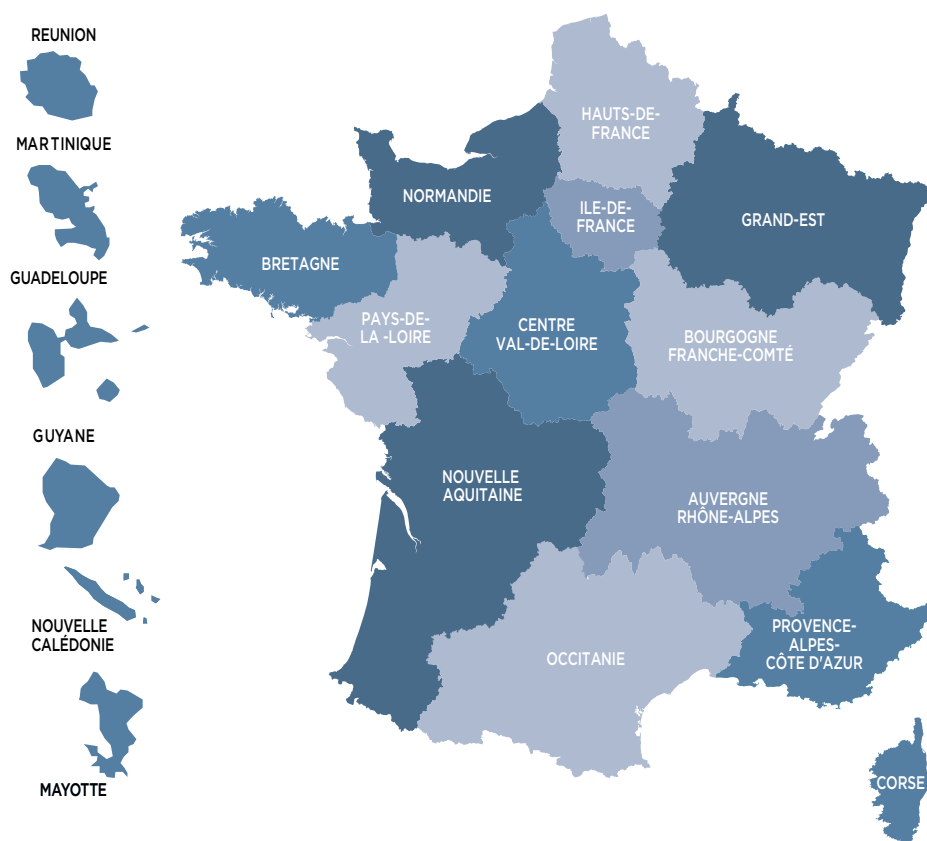 REUNION
MARTINIQUE
GUADELOUPE
GUYANE
NOUVELLE
CALÉDONIE
MAYOTTE
HAUTS-DE-
FRANCE
NORMANDIE
ILE-DE-
FRANCE
GRAND-EST
BRETAGNE
PAYS-DE-
LA -LOIRE
CENTRE
VAL-DE-LOIRE
BOURGOGNE
FRANCHE-COMTÉ
NOUVELLE
AQUITAINE
AUVERGNE
RHÔNE-ALPES
OCCITANIE
PROVENCE-
ALPES-
CÔTE D'AZUR
CORSE